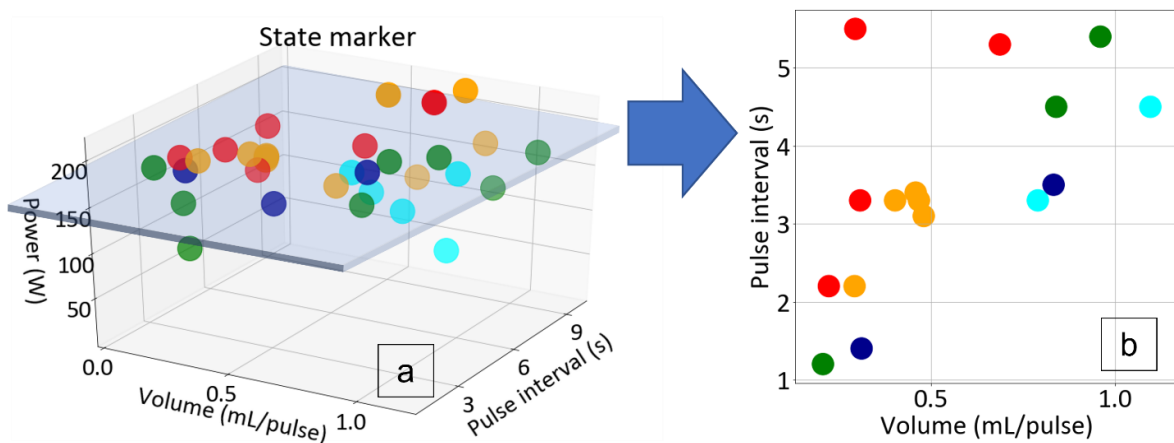 State marker
200
150
100
50
Power (W)
0.0
0.5
1.0
Volume (mL/pulse)
3
6
9
Pulse interval (s)
a
5
4
3
2
1
Pulse interval (s)
0.5
1.0
Volume (mL/pulse)
b